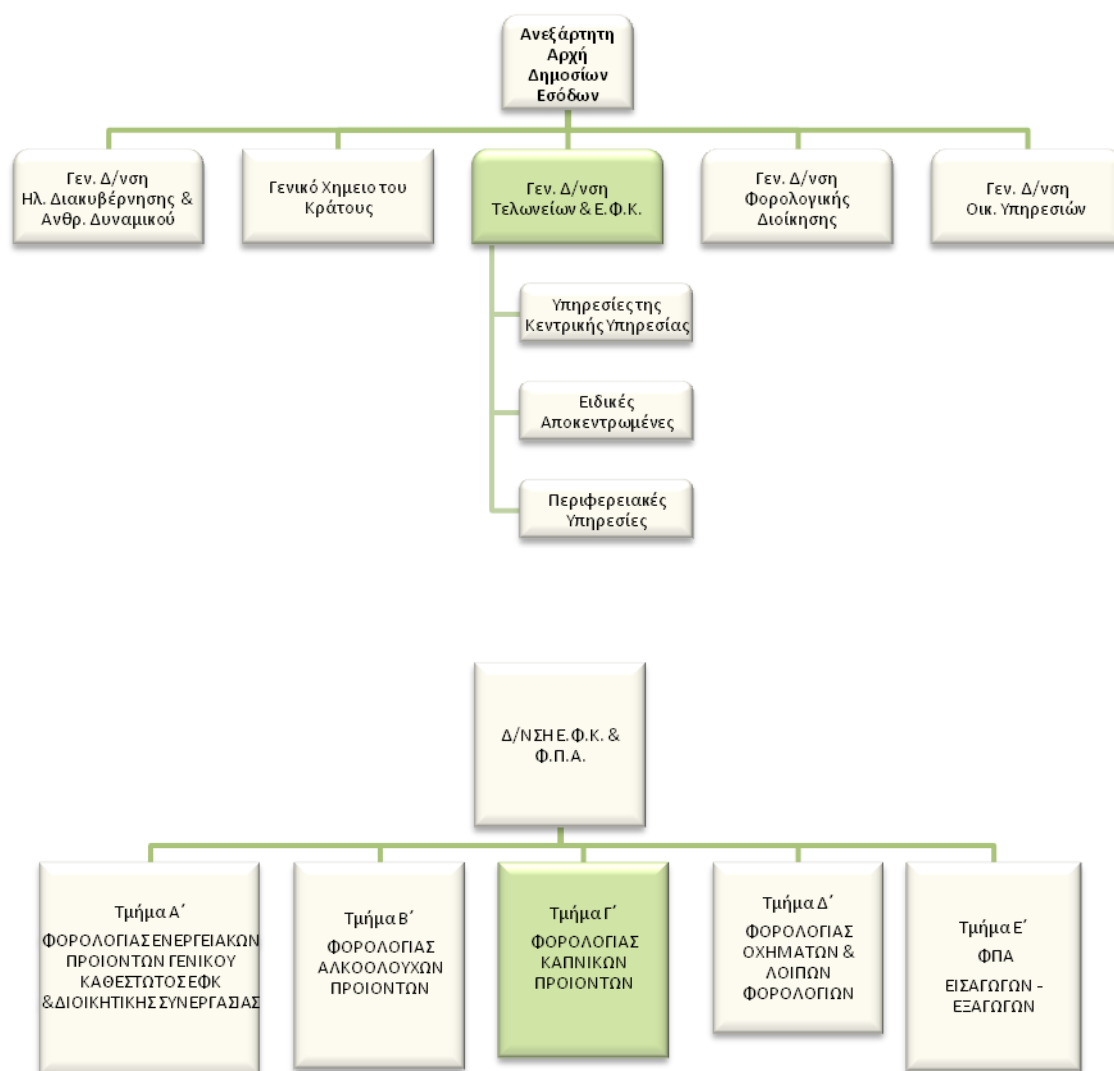 Ανεξάρτητη
Αρχή
Δημοσίων
Εσόδων
Γεν. Δ/νση
Ηλ. Διακυβέρνησης &
Ανθρ. Δυναμικού
Γενικό Χημειο του
Κράτους
Γεν. Δ/νση
Τελωνείων & Ε.Φ.Κ.
Γεν. Δ/νση
Φορολογικής
Διοίκησης
Γεν. Δ/νση
Οικ. Υπηρεσιών
Υπηρεσίες της
Κεντρικής Υπηρεσίας
Ειδικές
Αποκεντρωμένες
Περιφερειακές
Υπηρεσίες
Δ/ΝΣΗ Ε.Φ.Κ. &
Φ.Π.Α.
Τμήμα Α΄
ΦΟΡΟΛΟΓΙΑΣ ΕΝΕΡΓΕΙΑΚΩΝ
ΠΡΟΙΟΝΤΩΝ ΓΕΝΙΚΟΥ
ΚΑΘΕΣΤΩΤΟΣ ΕΦΚ
& ΔΙΟΙΚΗΤΙΚΗΣ ΣΥΝΕΡΓΑΣΙΑΣ
Τμήμα Β΄
ΦΟΡΟΛΟΓΙΑΣ
ΑΛΚΟΟΛΟΥΧΩΝ
ΠΡΟΙΟΝΤΩΝ
Τμήμα Γ΄
ΦΟΡΟΛΟΓΙΑΣ
ΚΑΠΝΙΚΩΝ
ΠΡΟΙΟΝΤΩΝ
Τμήμα Δ΄
ΦΟΡΟΛΟΓΙΑΣ
ΟΧΗΜΑΤΩΝ &
ΛΟΙΠΩΝ
ΦΟΡΟΛΟΓΙΩΝ
Τμήμα Ε΄
ΦΠΑ
ΕΙΣΑΓΩΓΩΝ –
ΕΞΑΓΩΓΩΝ